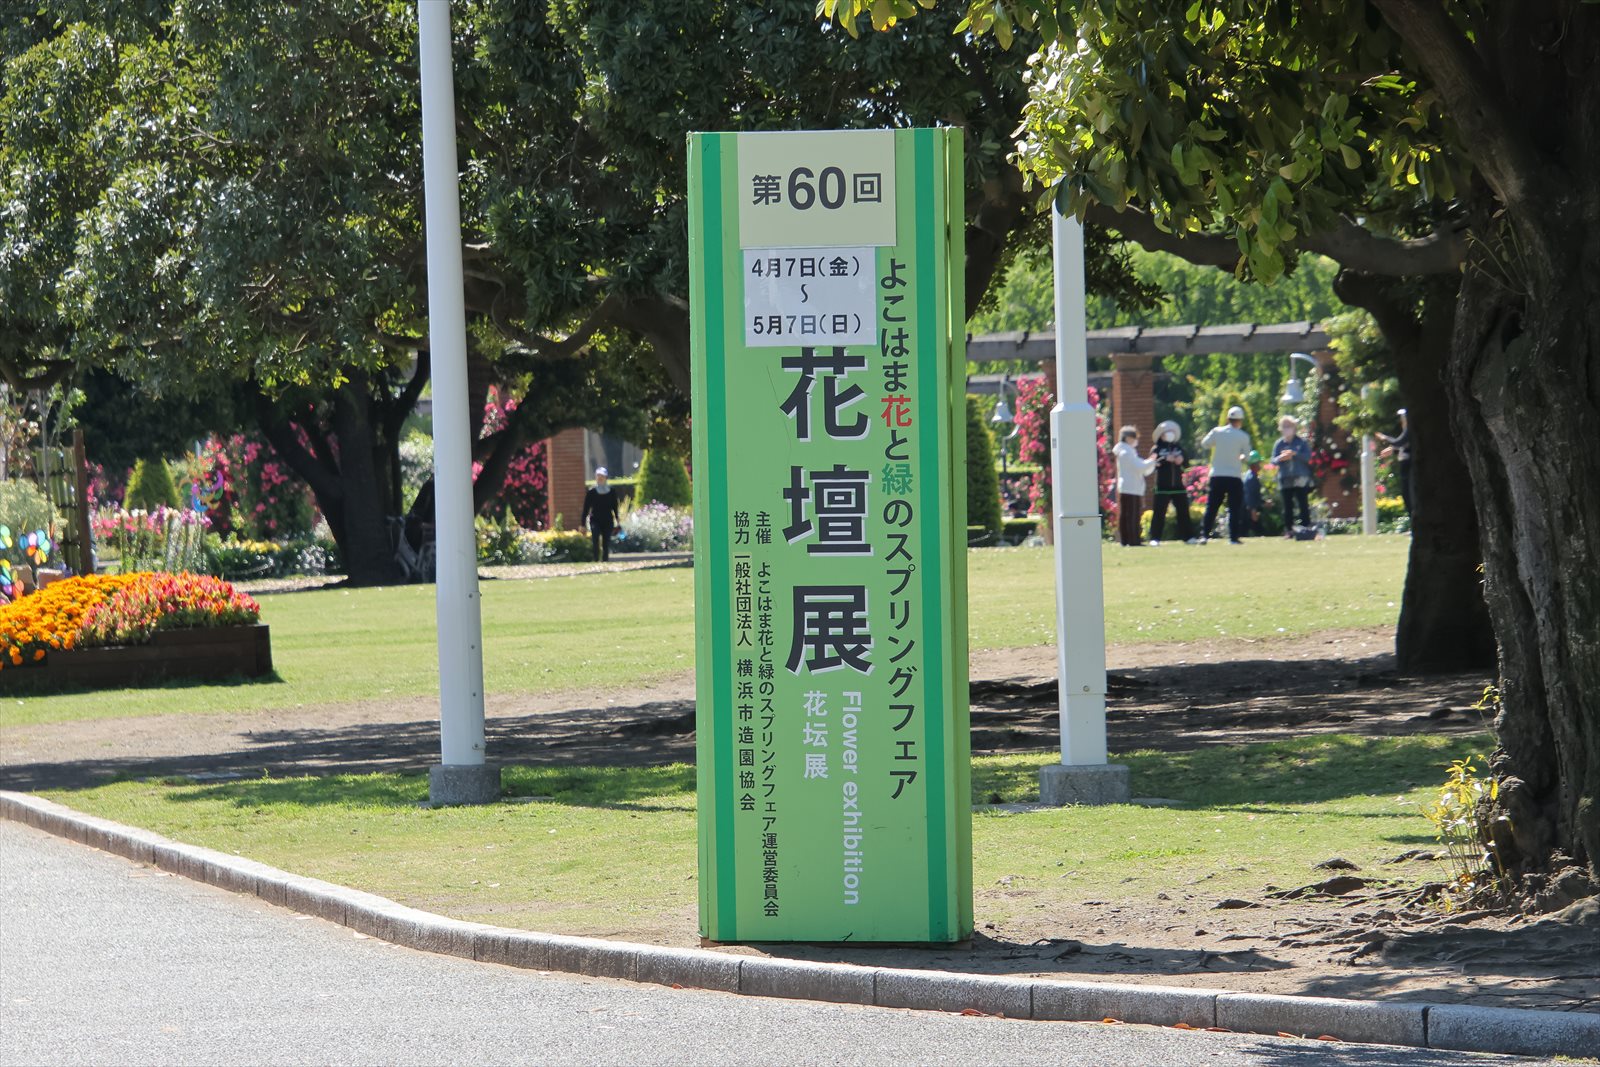 第60回
4月7日(金)
~
5月7日(日)
よこはま花と緑のスプリングフェア
花壇展
Flower exhibition
花坛展
主催 よこはま花と緑のスプリングフェア運営委員会
協力 一般社団法人 横浜市造園協会